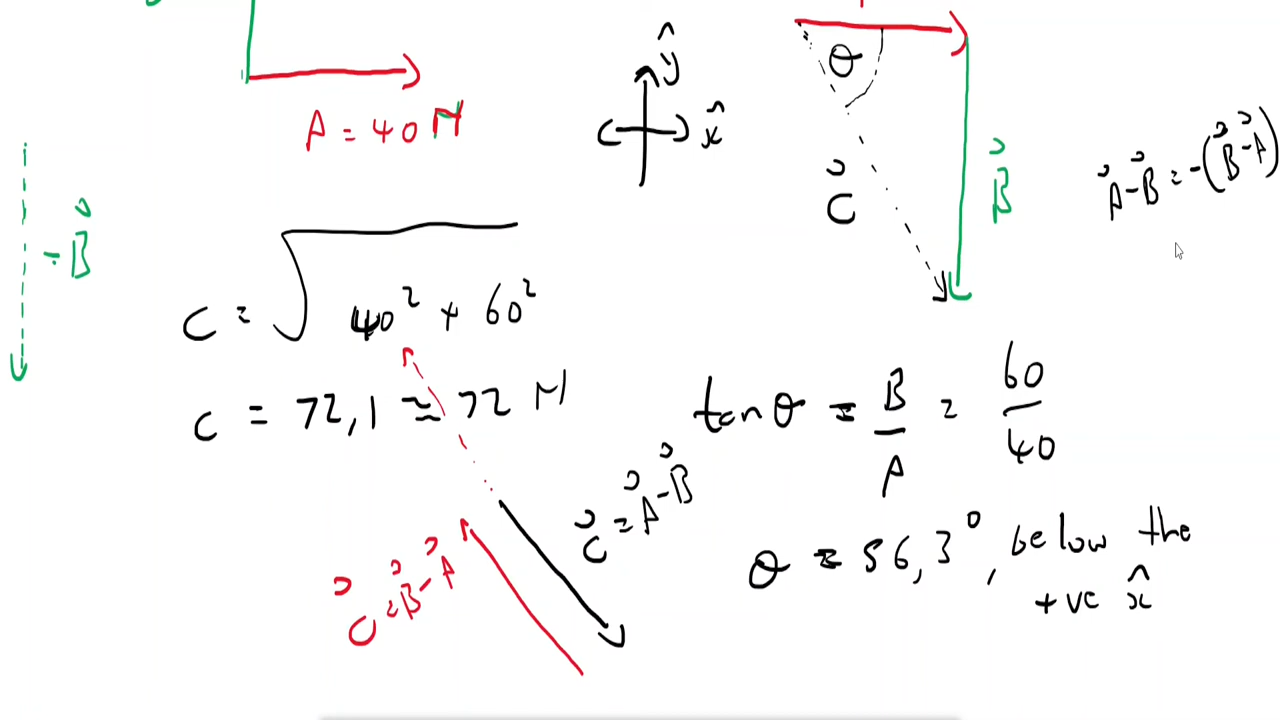 A = 40 N
ŷ
x̂
θ
C⃗
B⃗
A⃗ - B⃗ = -(B⃗ - A⃗)
-B⃗
C = √(40² + 60²)
C = 72,1 ≈ 72 N
tan θ = B/A = 60/40
C⃗ = A⃗ - B⃗
C⃗ = B⃗ - A⃗
θ = 56,3°, below the
+ve x̂